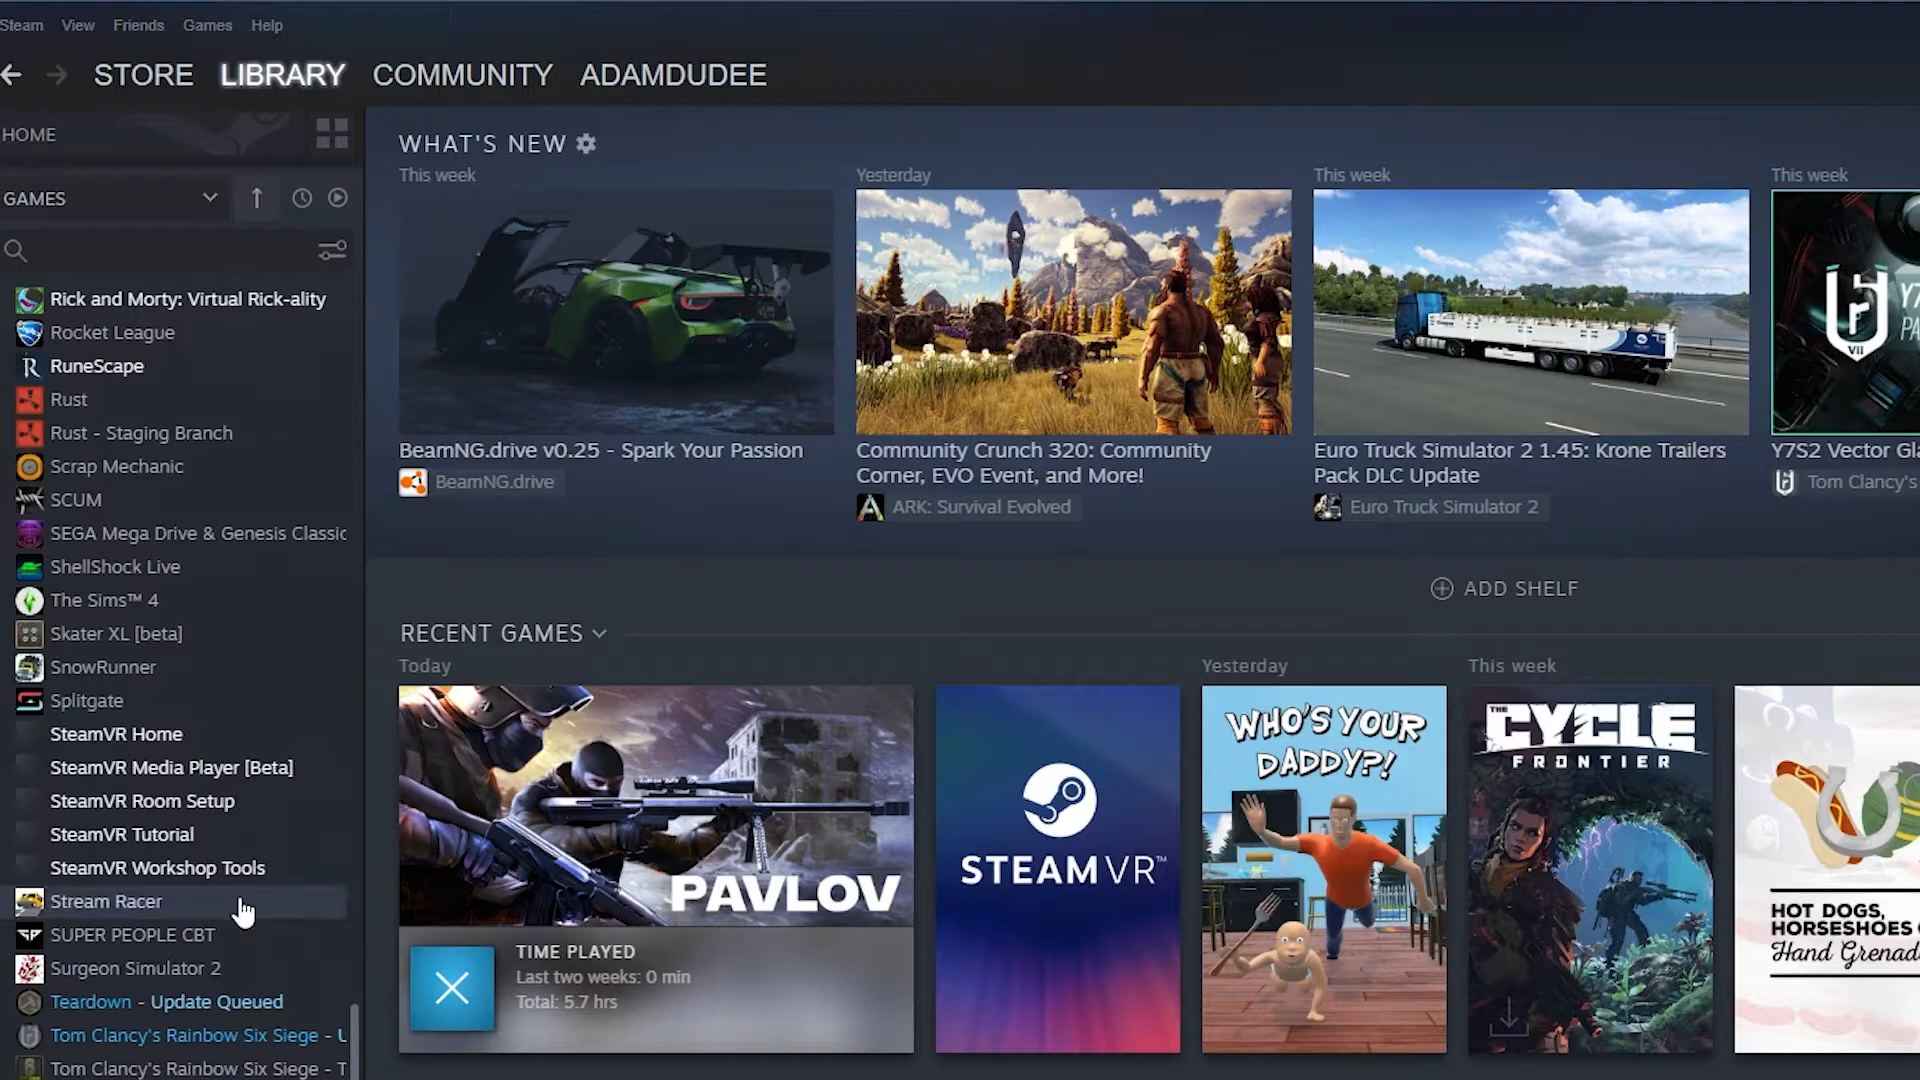 Steam View Friends Games Help
STORE LIBRARY COMMUNITY ADAMDUDEE
HOME
GAMES
Rick and Morty: Virtual Rick-ality
Rocket League
RuneScape
Rust
Rust - Staging Branch
Scrap Mechanic
SCUM
SEGA Mega Drive & Genesis Classic
ShellShock Live
The Sims™ 4
Skater XL [beta]
SnowRunner
Splitgate
SteamVR Home
SteamVR Media Player [Beta]
SteamVR Room Setup
SteamVR Tutorial
SteamVR Workshop Tools
Stream Racer
SUPER PEOPLE CBT
Surgeon Simulator 2
Teardown - Update Queued
Tom Clancy's Rainbow Six Siege - U
Tom Clancy's Rainbow Six Siege - T
WHAT'S NEW
This week
BeamNG.drive v0.25 - Spark Your Passion
BeamNG.drive
Yesterday
Community Crunch 320: Community
Corner, EVO Event, and More!
ARK: Survival Evolved
This week
Euro Truck Simulator 2 1.45: Krone Trailers
Pack DLC Update
Euro Truck Simulator 2
This week
Y7
PA
VII
Y7S2 Vector Gla
Tom Clancy's
ADD SHELF
RECENT GAMES
Today
PAVLOV
TIME PLAYED
Last two weeks: 0 min
Total: 5.7 hrs
STEAMVR™
Yesterday
WHO'S YOUR
DADDY?!
This week
THE
CYCLE
FRONTIER
HOT DOGS,
HORSESHOES
Hand Grenad